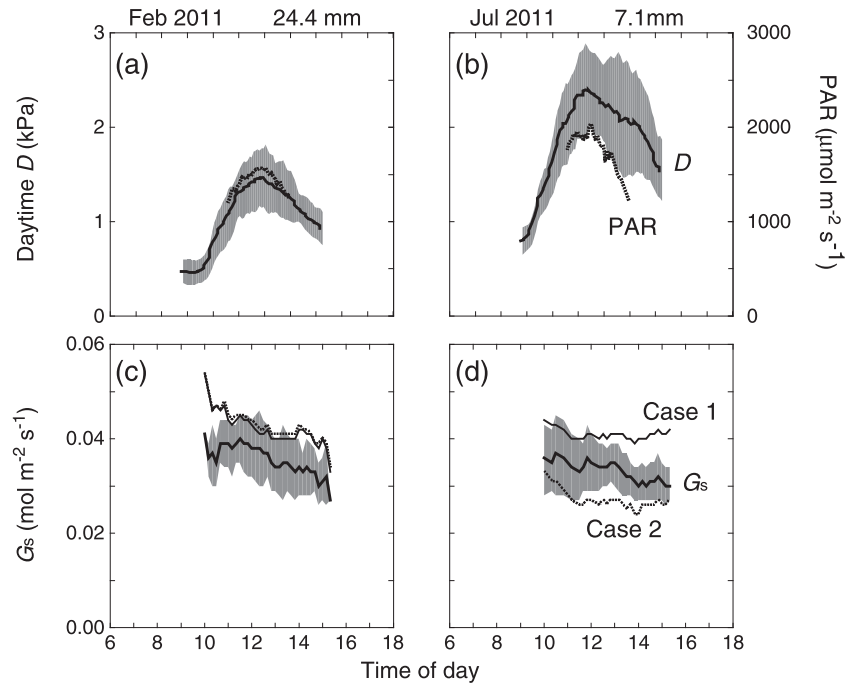 Feb 2011 24.4 mm Jul 2011 7.1mm
3 3000
(a) (b)
Daytime D (kPa)
2 2000
PAR (μmol m-2 s-1)
D
1 1000
PAR
0 0
0.06
(c) (d)
Case 1
0.04
Gs (mol m-2 s-1)
Gs
0.02
Case 2
0.00
6 8 10 12 14 16 18 6 8 10 12 14 16 18
Time of day